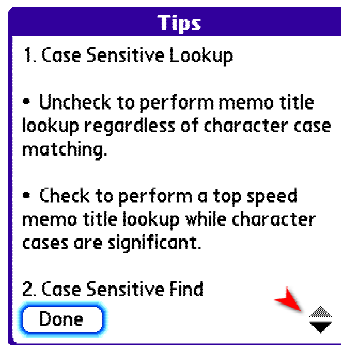 Tips
1. Case Sensitive Lookup
• Uncheck to perform memo title
lookup regardless of character case
matching.
• Check to perform a top speed
memo title lookup while character
cases are significant.
2. Case Sensitive Find
Done